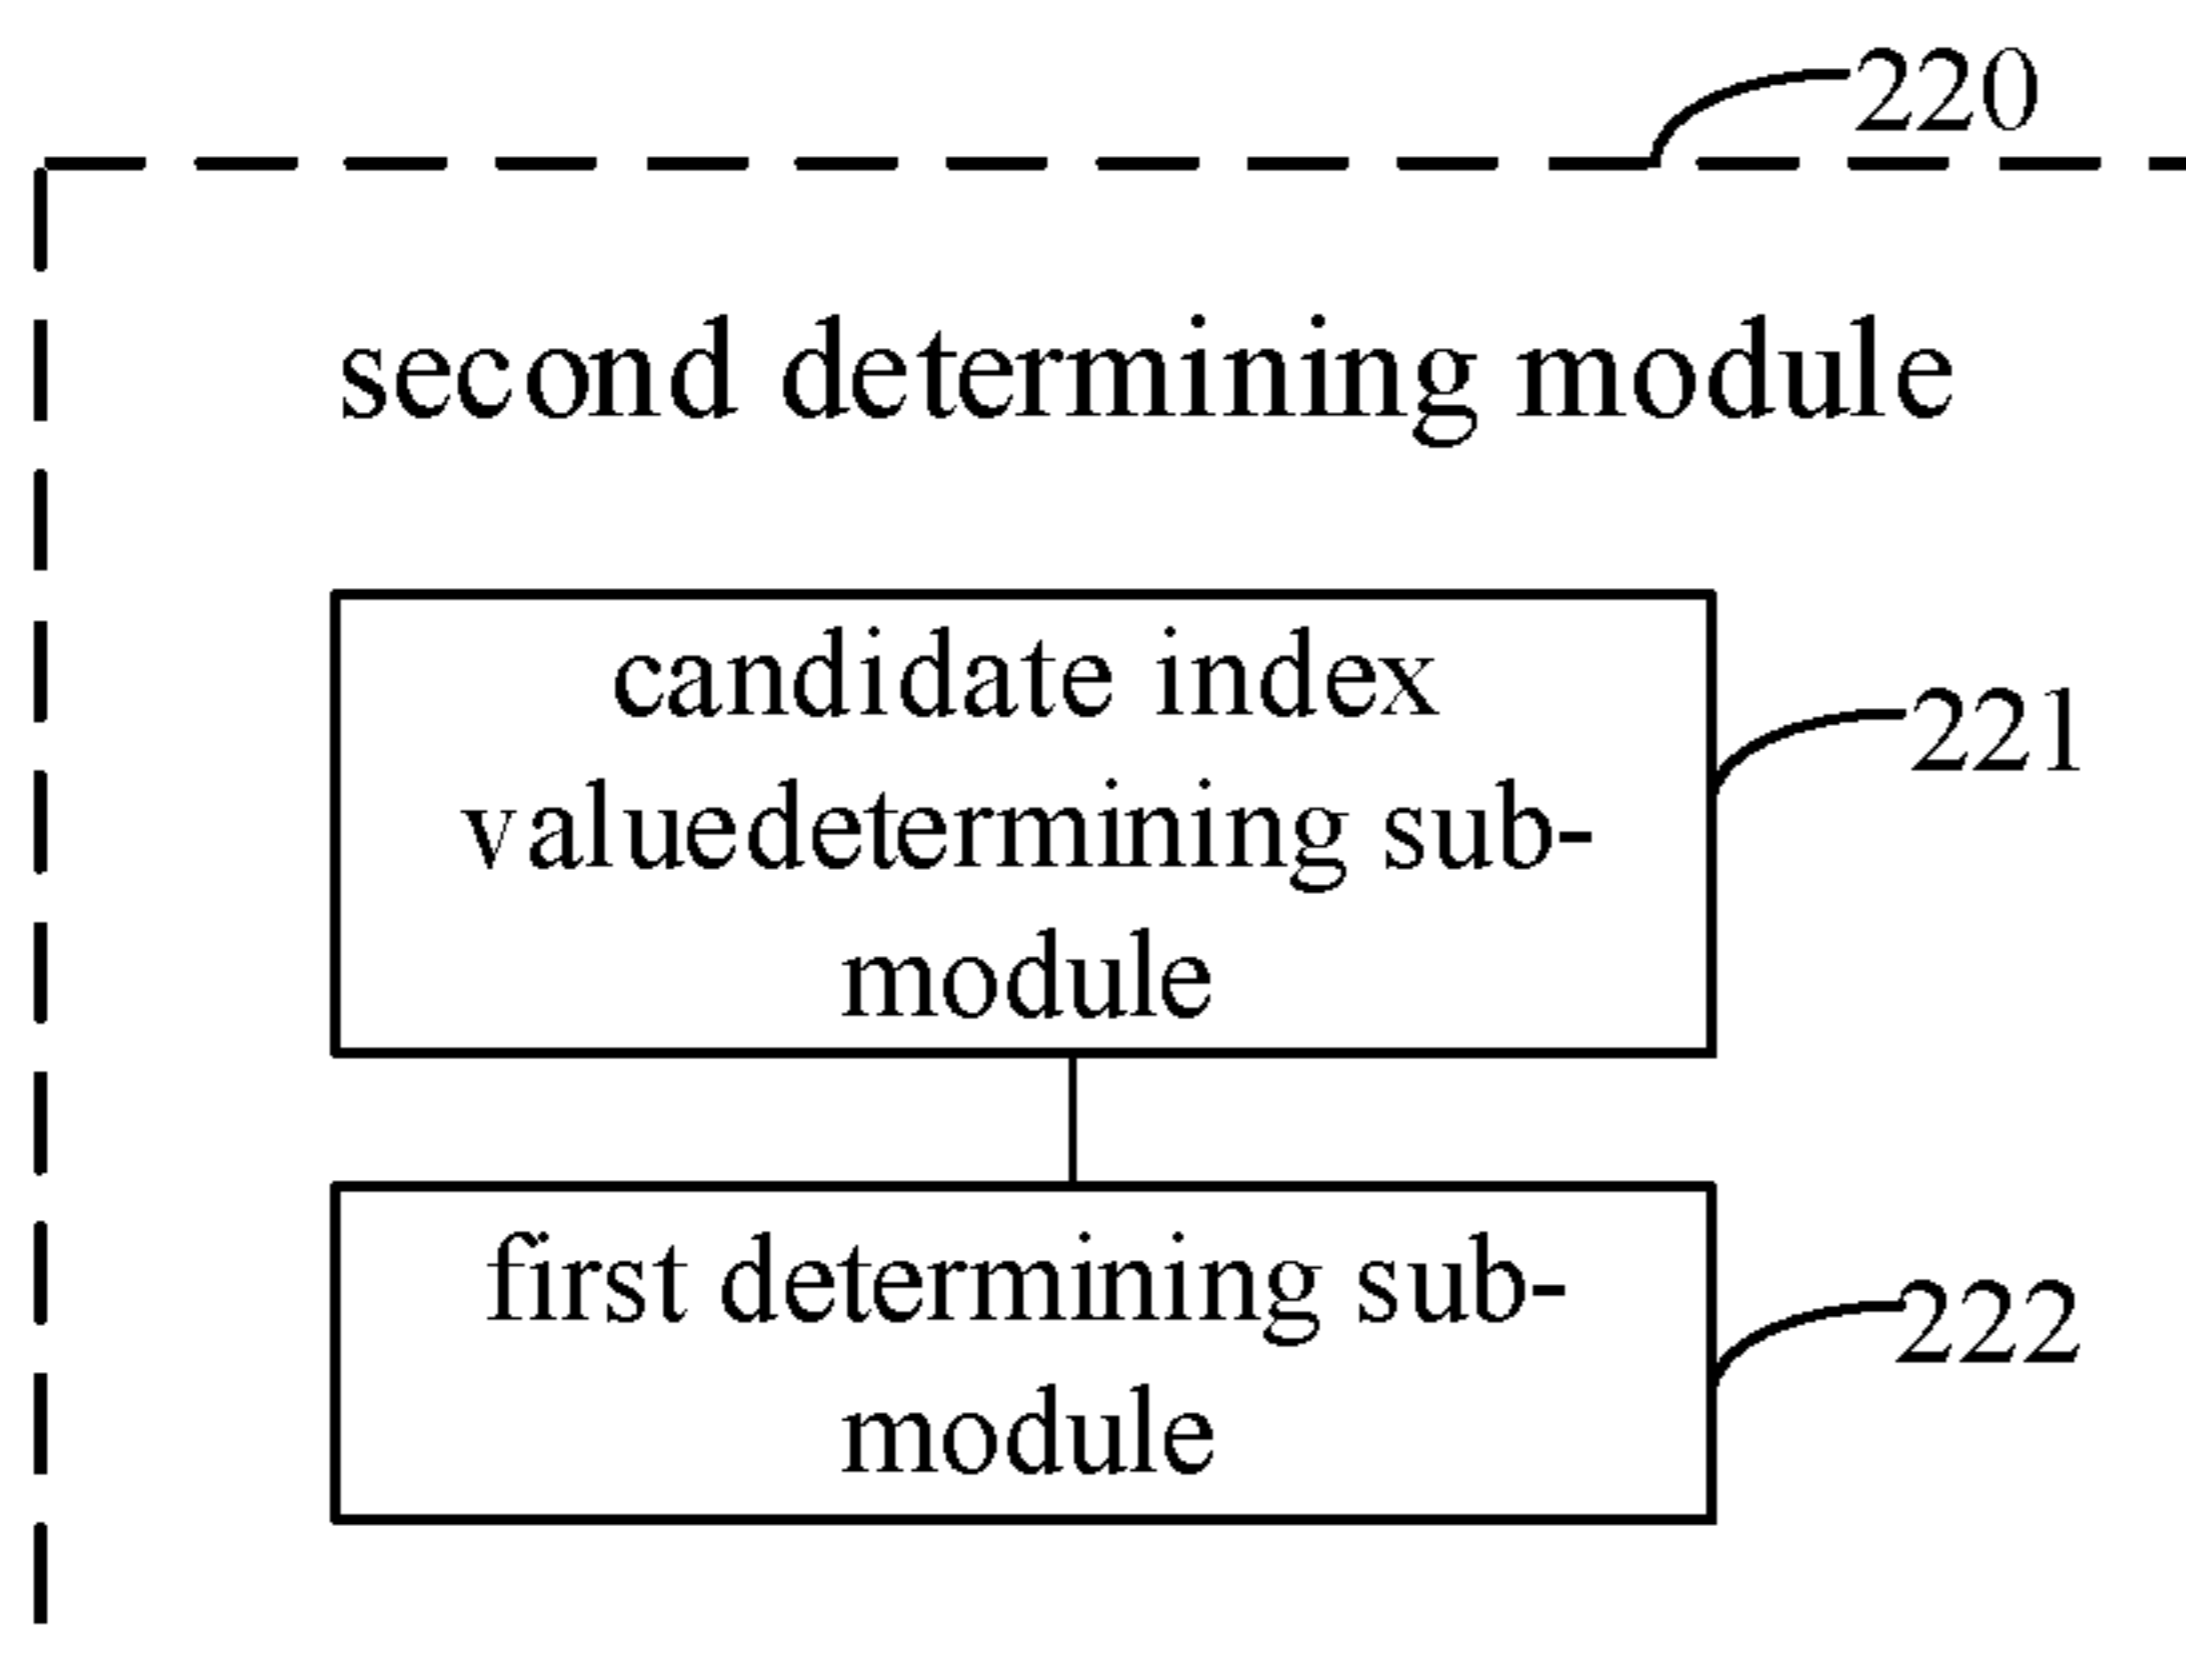 220
second determining module
candidate index
valuedetermining sub-
module
221
first determining sub-
module
222